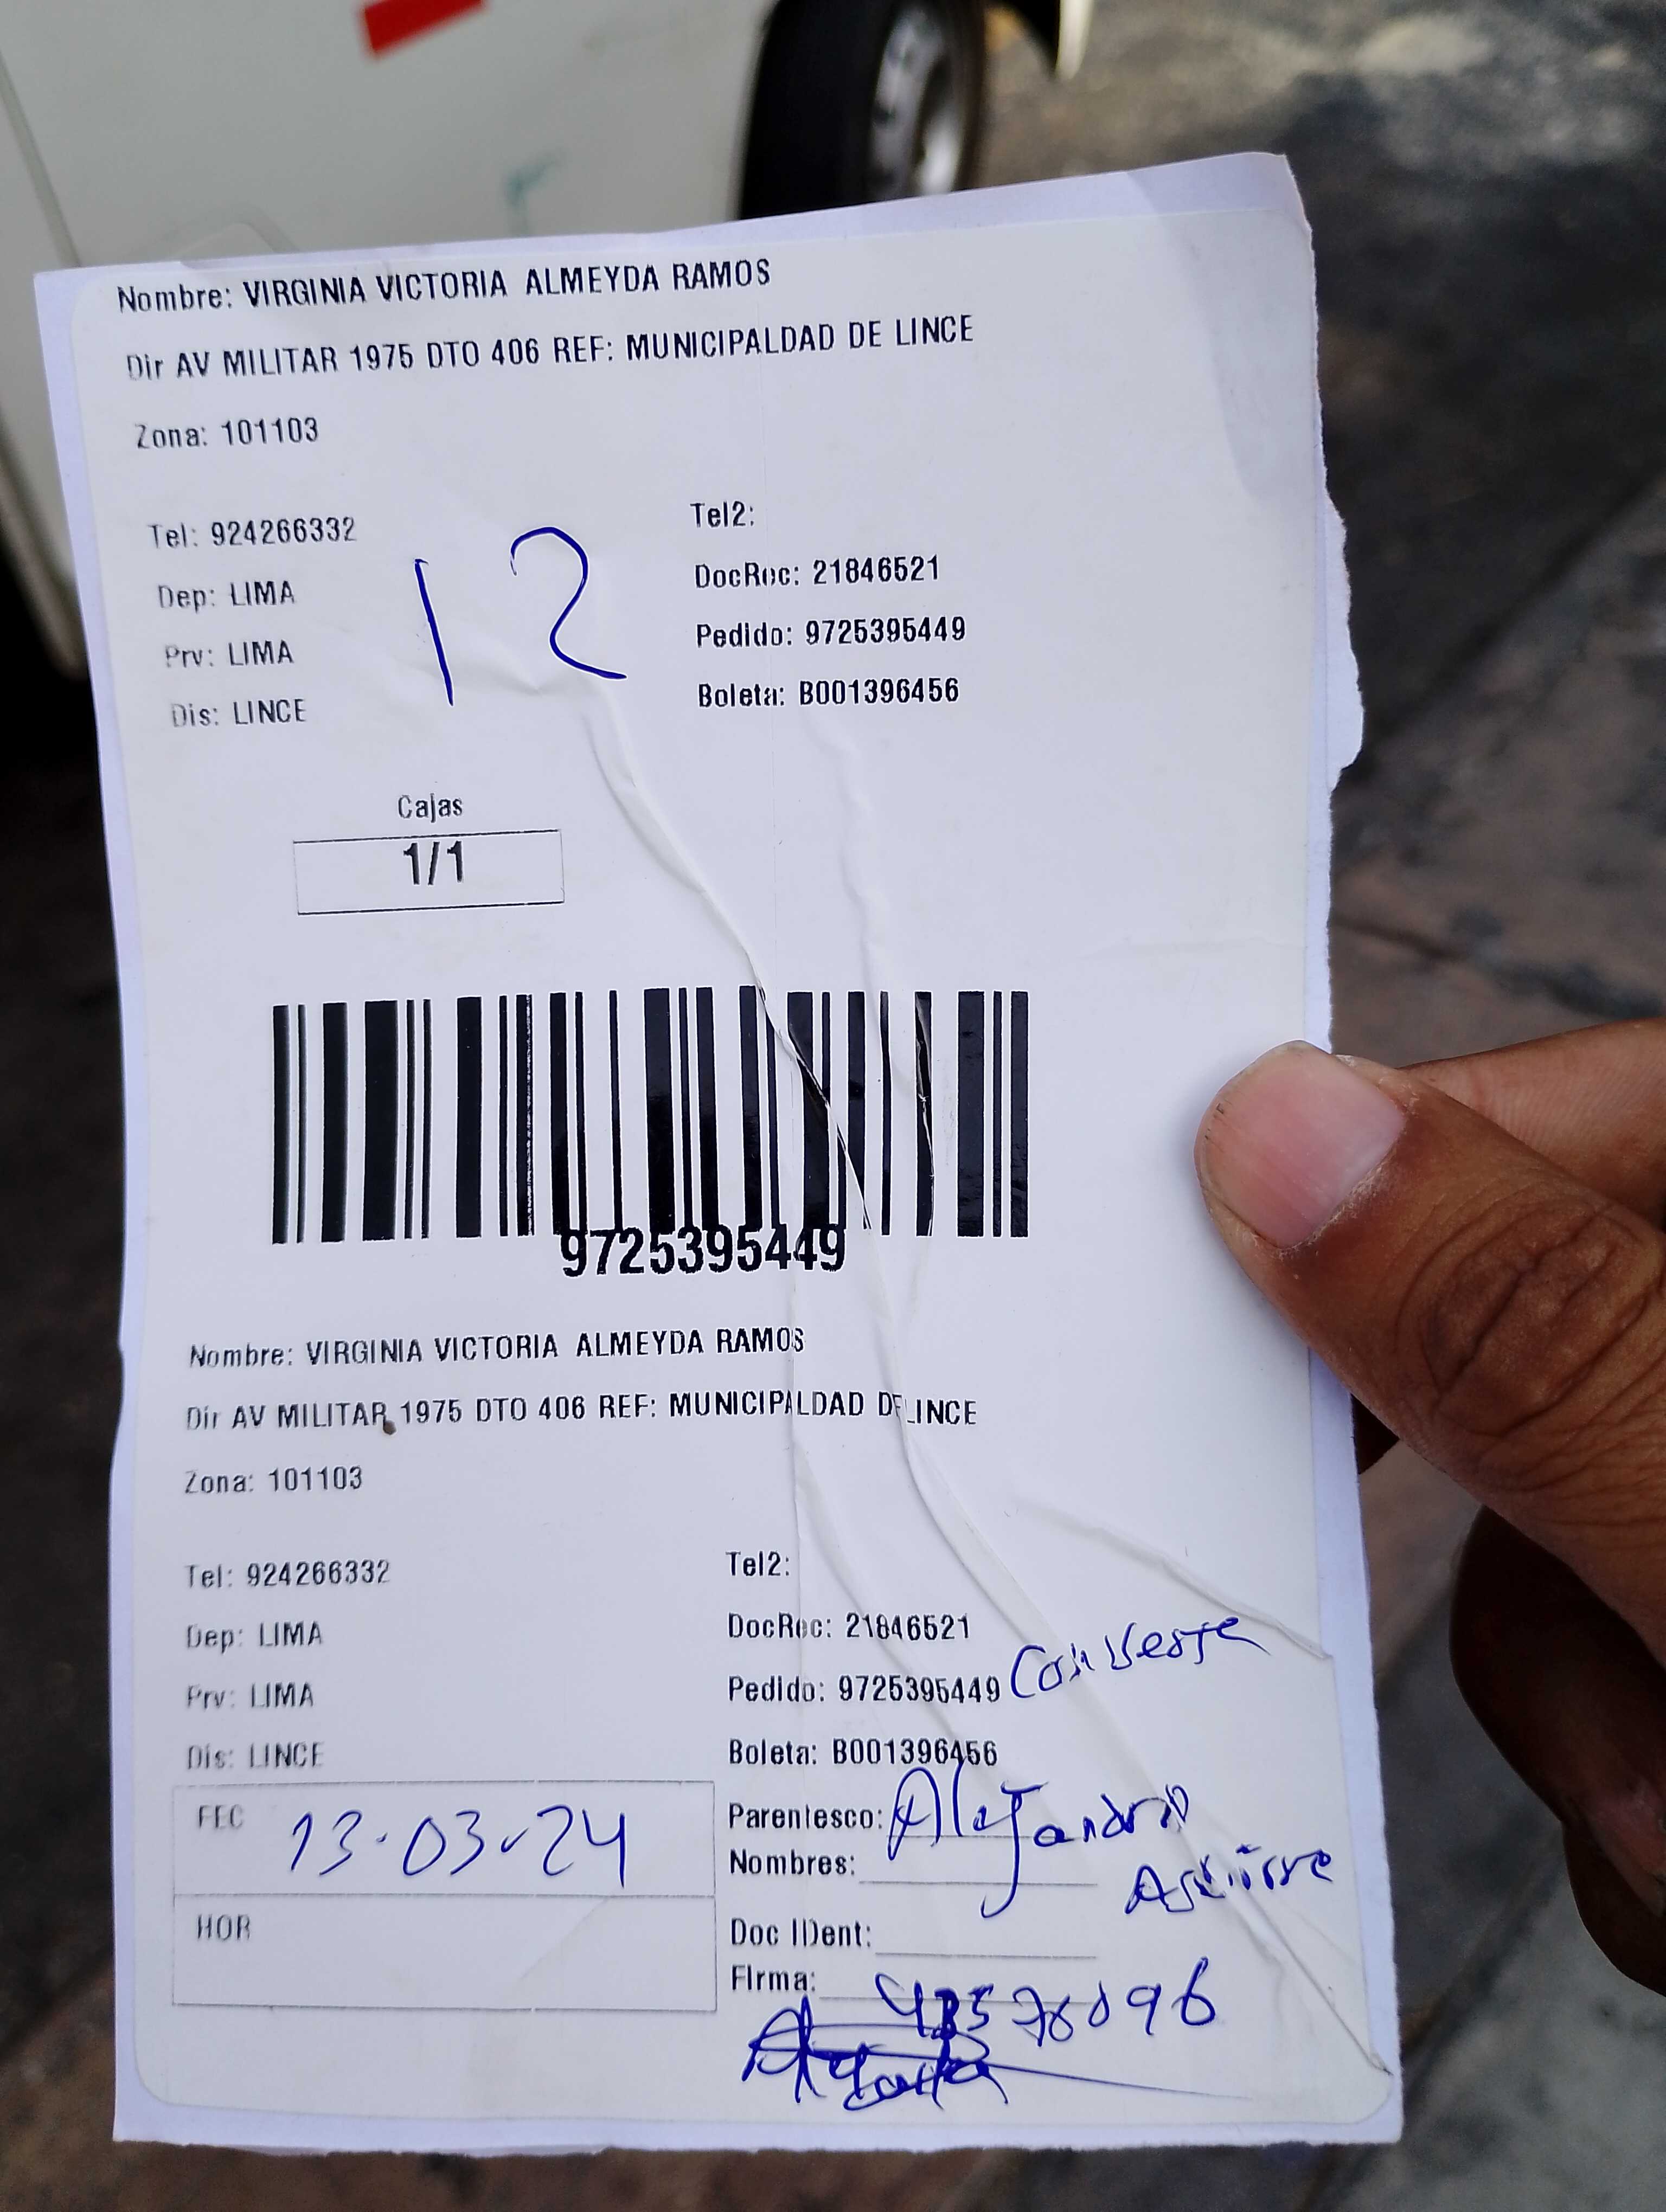 Nombre: VIRGINIA VICTORIA ALMEYDA RAMOS
Dir AV MILITAR 1975 DTO 406 REF: MUNICIPALDAD DE LINCE
Zona: 101103
Tel: 924266332
Tel2:
Dep: LIMA
DocRec: 21846521
Prv: LIMA
Pedido: 9725395449
Dis: LINCE
Boleta: B001396456
12
Cajas
1/1
9725395449
Nombre: VIRGINIA VICTORIA ALMEYDA RAMOS
Dir AV MILITAR 1975 DTO 406 REF: MUNICIPALDAD DE LINCE
Zona: 101103
Tel: 924266332
Tel2:
Dep: LIMA
DocRec: 21846521
Prv: LIMA
Pedido: 9725395449
Dis: LINCE
Boleta: B001396456
FEC 13-03-24
Parentesco: Alejandro
Nombres:
HOR
Doc IDent:
Firma: